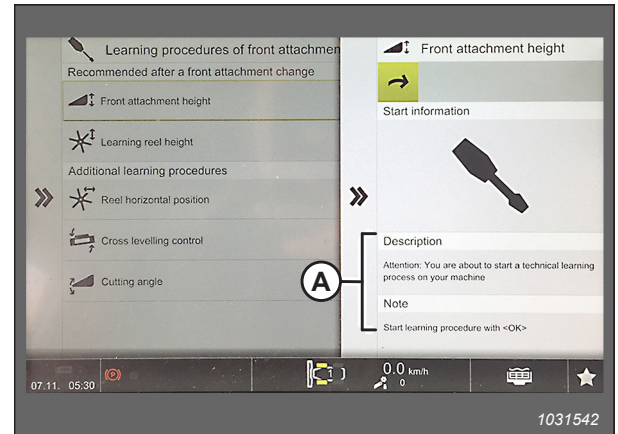 Learning procedures of front attachmen
Recommended after a front attachment change
Front attachment height
Learning reel height
Additional learning procedures
Reel horizontal position
Cross levelling control
Cutting angle
Front attachment height
Start information
A
Description
Attention: You are about to start a technical learning
process on your machine
Note
Start learning procedure with <OK>
07.11. 05:30
(P)
1
0.0 km/h
0
1031542